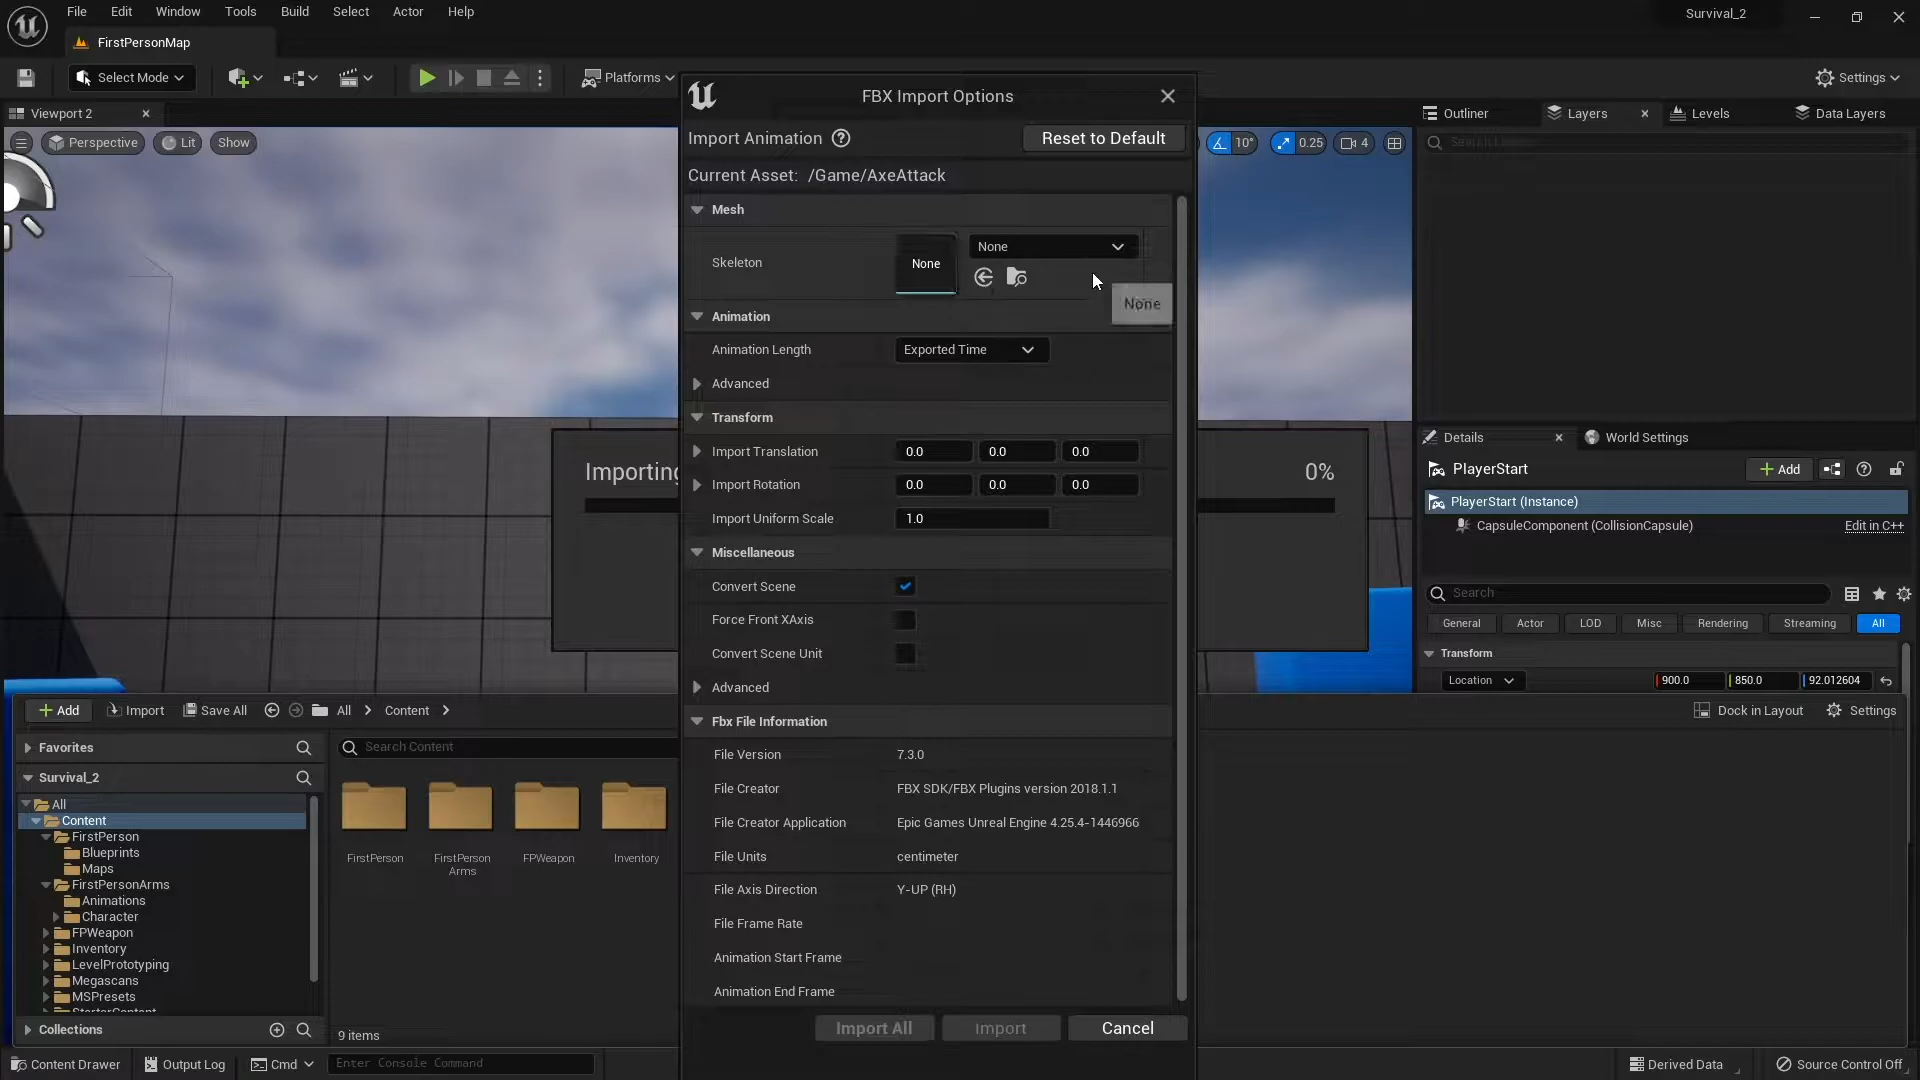 File Edit Window Tools Build Select Actor Help
Survival_2
FirstPersonMap
Select Mode
Platforms
Settings
Viewport 2
Perspective
Lit
Show
10°
0.25
4
FBX Import Options
Import Animation
Reset to Default
Current Asset: /Game/AxeAttack
Mesh
Skeleton
None
None
None
Animation
Animation Length
Exported Time
Advanced
Transform
Import Translation 0.0 0.0 0.0
Import Rotation 0.0 0.0 0.0
Import Uniform Scale 1.0
Miscellaneous
Convert Scene
Force Front XAxis
Convert Scene Unit
Advanced
Fbx File Information
File Version 7.3.0
File Creator FBX SDK/FBX Plugins version 2018.1.1
File Creator Application Epic Games Unreal Engine 4.25.4-1446966
File Units centimeter
File Axis Direction Y-UP (RH)
File Frame Rate
Animation Start Frame
Animation End Frame
Import All
Import
Cancel
Importing
0%
Outliner
Layers
Levels
Data Layers
Details
World Settings
PlayerStart
Add
PlayerStart (Instance)
CapsuleComponent (CollisionCapsule)
Edit in C++
Search
General Actor LOD Misc Rendering Streaming All
Transform
Location 900.0 850.0 92.012604
Add
Import
Save All
All
Content
Dock in Layout
Settings
Favorites
Survival_2
All
Content
FirstPerson
Blueprints
Maps
FirstPersonArms
Animations
Character
FPWeapon
Inventory
LevelPrototyping
Megascans
MSPresets
StarterContent
Collections
Search Content
FirstPerson
FirstPerson
Arms
FPWeapon
Inventory
9 items
Content Drawer
Output Log
Cmd
Enter Console Command
Derived Data
Source Control Off